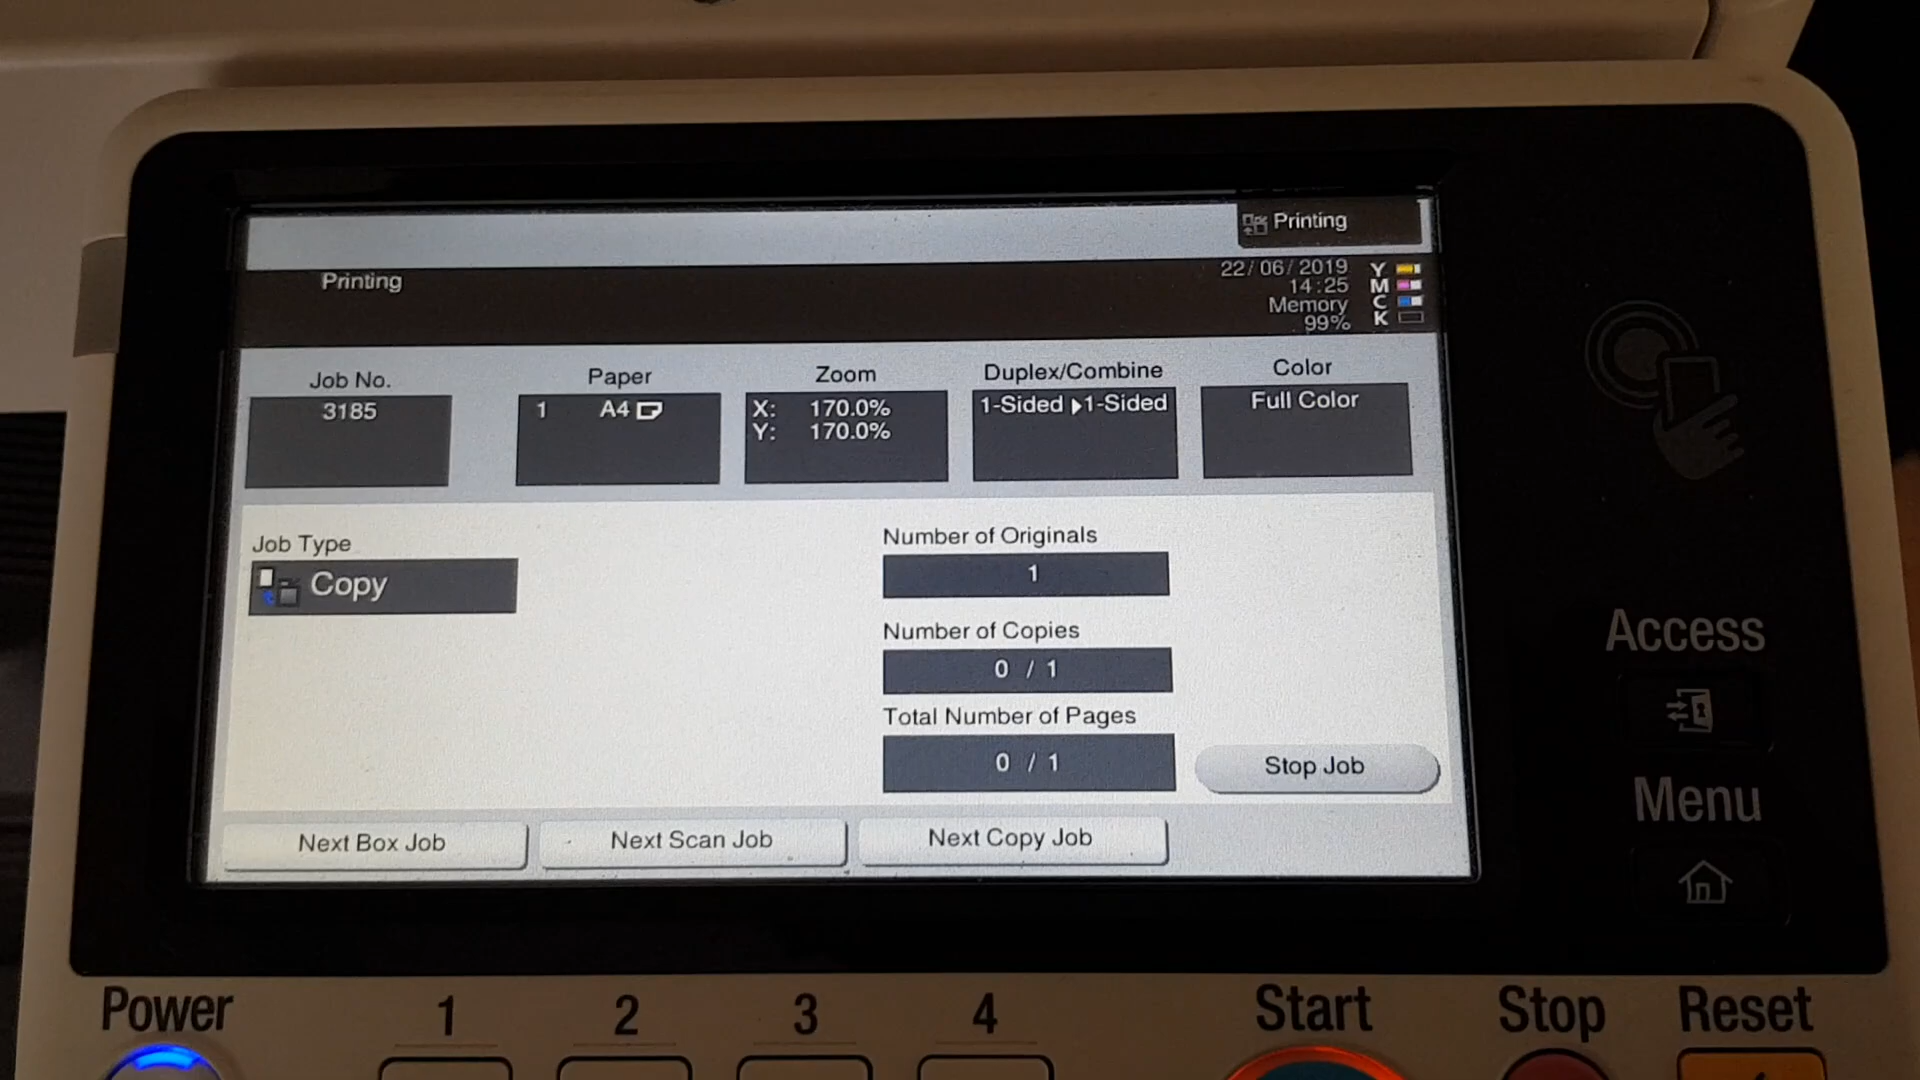 Printing
Printing
22/06/2019
14:25
Memory
99%
Y
M
C
K
Job No.
3185
Paper
1 A4
Zoom
X: 170.0%
Y: 170.0%
Duplex/Combine
1-Sided ▶1-Sided
Color
Full Color
Job Type
Copy
Number of Originals
1
Number of Copies
0 / 1
Total Number of Pages
0 / 1
Stop Job
Next Box Job
Next Scan Job
Next Copy Job
Access
Menu
Power
1
2
3
4
Start
Stop
Reset